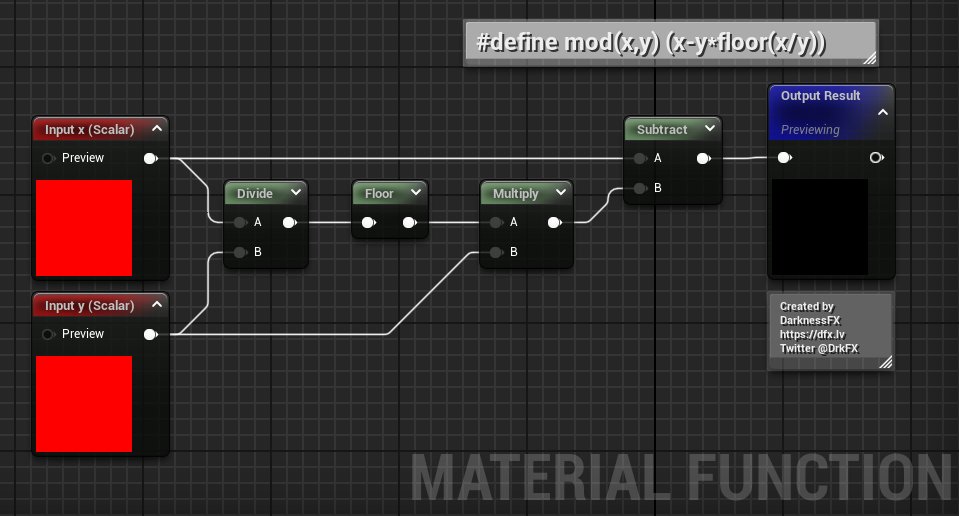 #define mod(x,y) (x-y*floor(x/y))
Output Result
Previewing
Input x (Scalar)
Preview
Subtract
A
B
Divide
A
B
Floor
Multiply
A
B
Input y (Scalar)
Preview
Created by
DarknessFX
https://dfx.lv
Twitter @DrkFX
MATERIAL FUNCTION